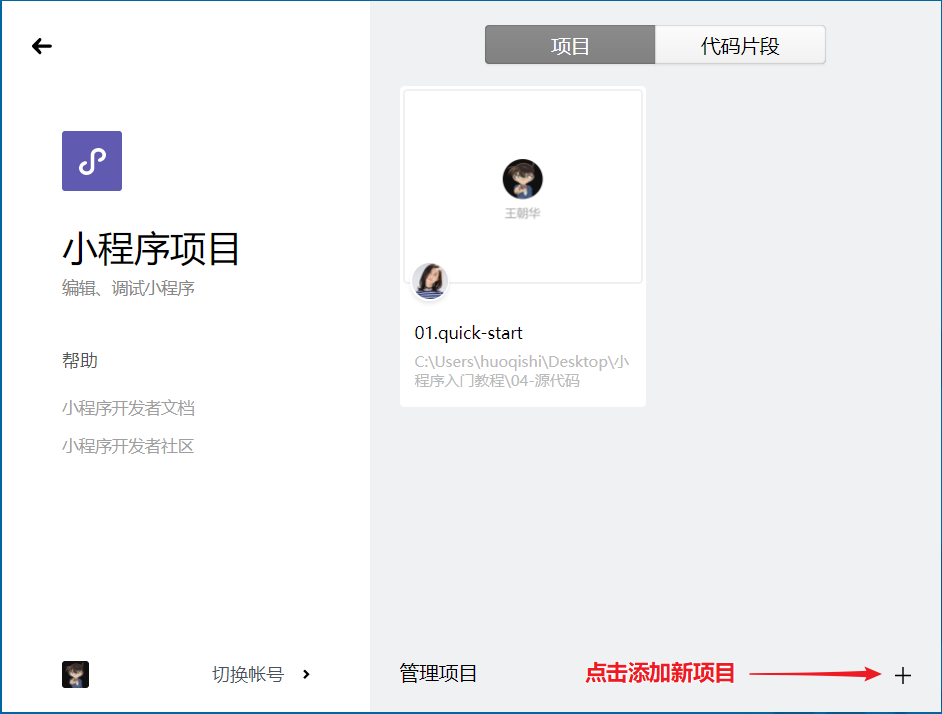 项目
代码片段
王朝华
小程序项目
编辑、调试小程序
01.quick-start
C:\Users\huoqishi\Desktop\小
程序入门教程\04-源代码
帮助
小程序开发者文档
小程序开发者社区
切换帐号
管理项目
点击添加新项目